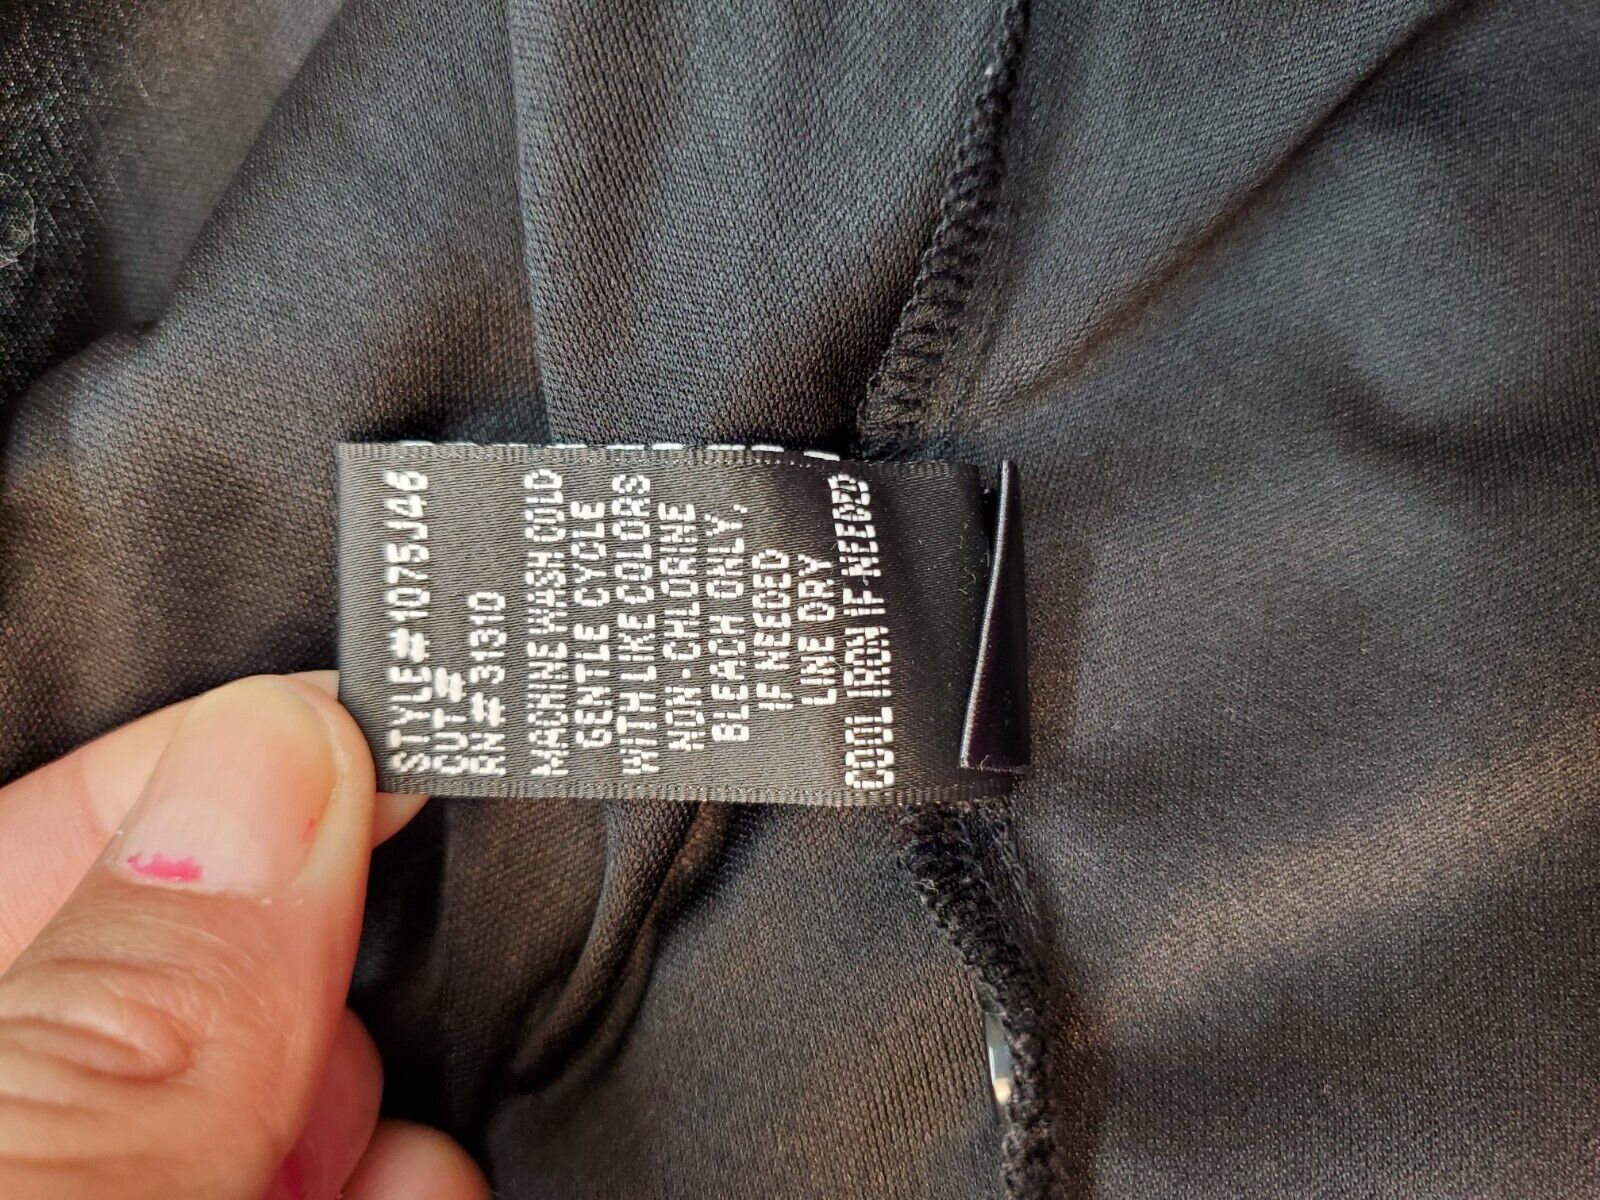 STYLE#1075J46
CUT#
RN#31310
MACHINE WASH COLD
GENTLE CYCLE
WITH LIKE COLORS
NON-CHLORINE
BLEACH ONLY,
IF NEEDED
LINE DRY
COOL IRON IF NEEDED